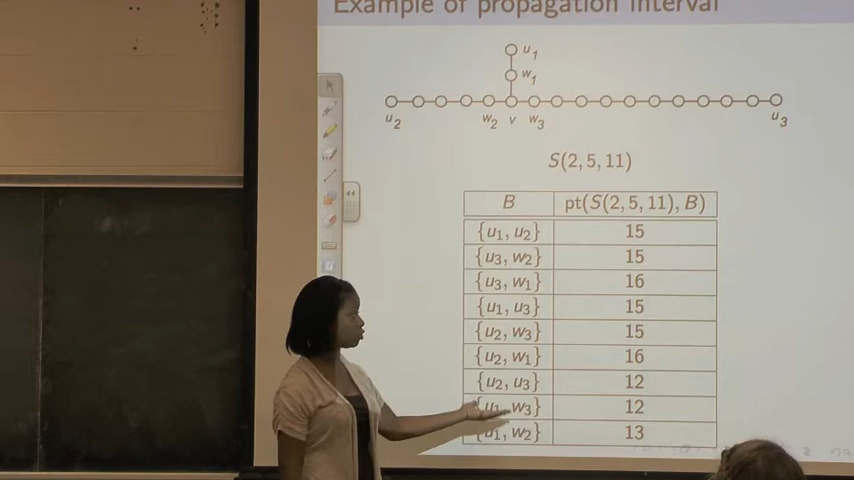 Example of propagation interval
u1
w1
u2 w2 v w3 u3
S(2, 5, 11)
B pt(S(2, 5, 11), B)
{u1, u2} 15
{u3, w2} 15
{u3, w1} 16
{u1, u3} 15
{u2, w3} 15
{u2, w1} 16
{u2, u3} 12
{u1, w3} 12
{u1, w2} 13